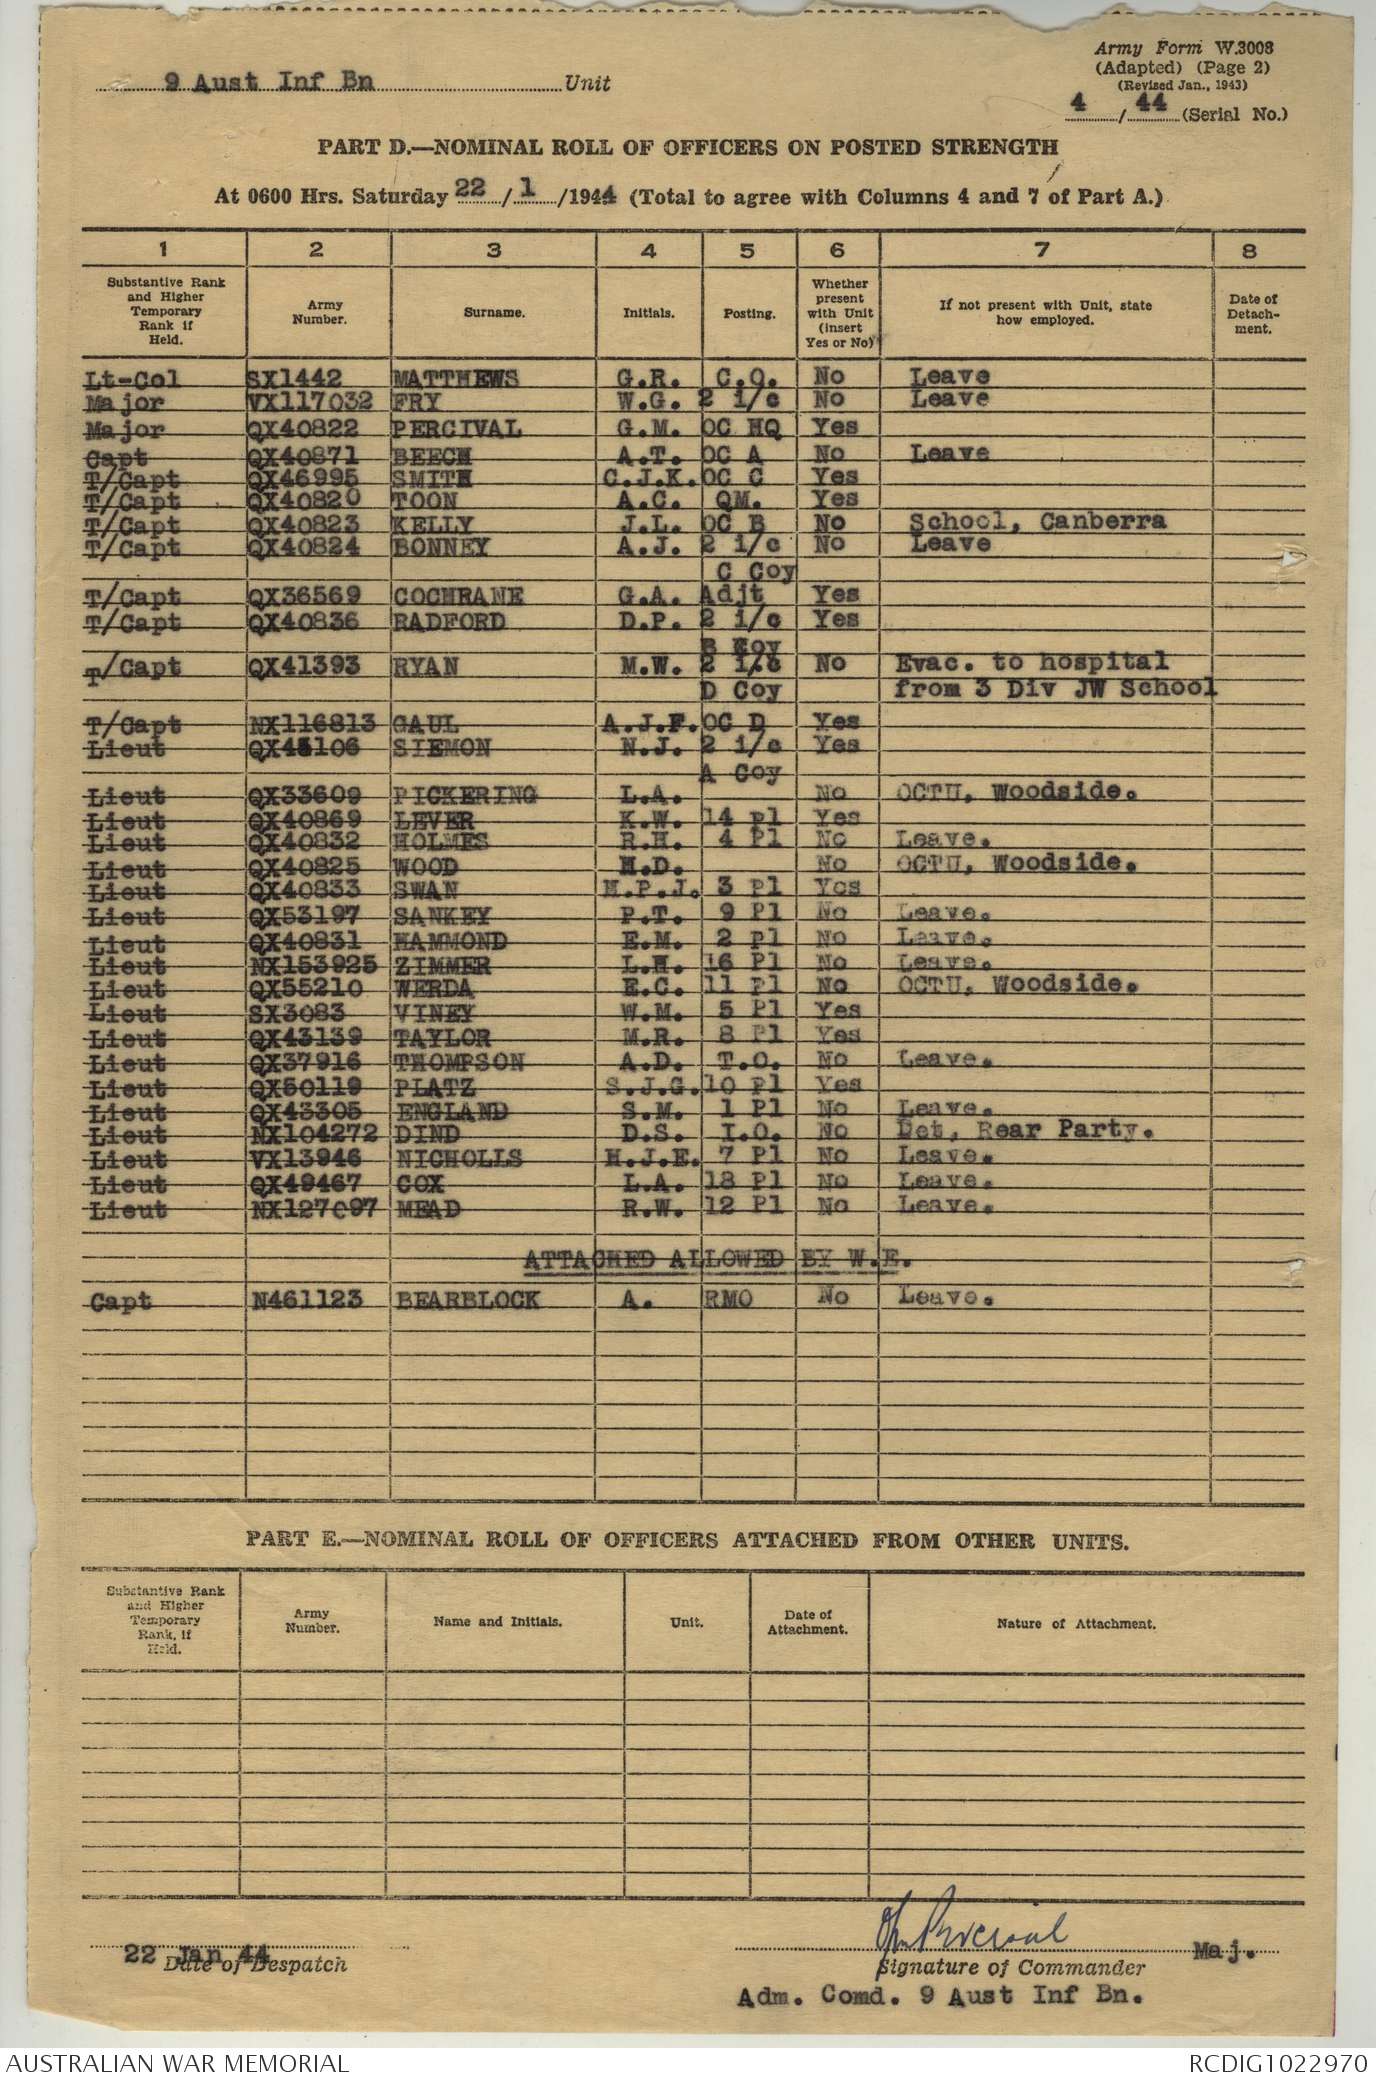 Army Form W.3008
(Adapted) (Page 2)
(Revised Jan., 1943)
9 Aust Inf Bn Unit
4 / 44 (Serial No.)
PART D.—NOMINAL ROLL OF OFFICERS ON POSTED STRENGTH
At 0600 Hrs. Saturday 22 / 1 /1944 (Total to agree with Columns 4 and 7 of Part A.)
1 2 3 4 5 6 7 8
Substantive Rank and Higher Temporary Rank if Held. Army Number. Surname. Initials. Posting. Whether present with Unit (insert Yes or No) If not present with Unit, state how employed. Date of Detach-ment.
Lt-Col SX1442 MATTHEWS G.R. C.O. No Leave
Major VX117032 FRY W.G. 2 i/c No Leave
Major QX40822 PERCIVAL G.M. OC HQ Yes
Capt QX40871 BEECH A.T. OC A No Leave
T/Capt QX46995 SMITH C.J.K. OC C Yes
T/Capt QX40820 TOON A.C. QM. Yes
T/Capt QX40823 KELLY J.L. OC B No School, Canberra
T/Capt QX40824 BONNEY A.J. 2 i/c No Leave
C Coy
T/Capt QX36569 COCHRANE G.A. Adjt Yes
T/Capt QX40836 RADFORD D.P. 2 i/c Yes
B Coy
T/Capt QX41393 RYAN M.W. 2 i/c No Evac. to hospital
D Coy from 3 Div JW School
T/Capt NX116813 GAUL A.J.F. OC D Yes
Lieut QX45106 SIEMON N.J. 2 i/c Yes
A Coy
Lieut QX33609 PICKERING L.A. No OCTU, Woodside.
Lieut QX40869 LEVER K.W. 14 Pl Yes
Lieut QX40832 HOLMES R.H. 4 Pl No Leave.
Lieut QX40825 WOOD H.D. No OCTU, Woodside.
Lieut QX40833 SWAN M.P.J. 3 Pl Yes
Lieut QX53197 SANKEY P.T. 9 Pl No Leave.
Lieut QX40831 HAMMOND E.M. 2 Pl No Leave.
Lieut NX153925 ZIMMER L.H. 16 Pl No Leave.
Lieut QX55210 WERDA E.C. 11 Pl No OCTU, Woodside.
Lieut SX3083 VINEY W.M. 5 Pl Yes
Lieut QX43139 TAYLOR M.R. 8 Pl Yes
Lieut QX37916 THOMPSON A.D. T.O. No Leave.
Lieut QX50119 PLATZ S.J.G. 10 Pl Yes
Lieut QX43305 ENGLAND S.M. 1 Pl No Leave.
Lieut NX104272 DIND D.S. I.O. No Det, Rear Party.
Lieut VX13946 NICHOLLS H.J.E. 7 Pl No Leave.
Lieut QX49467 COX L.A. 18 Pl No Leave.
Lieut NX127097 MEAD R.W. 12 Pl No Leave.
ATTACHED ALLOWED BY W.E.
Capt N461123 BEARBLOCK A. RMO No Leave.
PART E.—NOMINAL ROLL OF OFFICERS ATTACHED FROM OTHER UNITS.
Substantive Rank and Higher Temporary Rank, if Held. Army Number. Name and Initials. Unit. Date of Attachment. Nature of Attachment.
22 Jan 44 GM Percival Maj.
Date of Despatch Signature of Commander
Adm. Comd. 9 Aust Inf Bn.
AUSTRALIAN WAR MEMORIAL RCDIG1022970